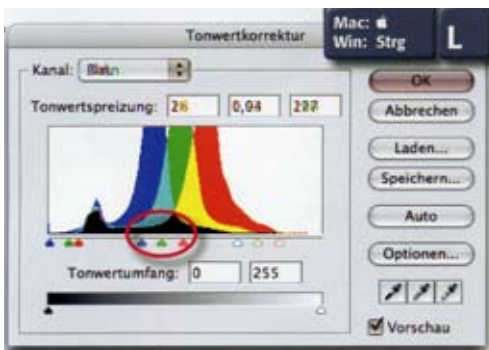 Mac:
Win: Strg
L
Tonwertkorrektur
Kanal:
OK
Tonwertspreizung: 0,94
Abbrechen
Laden...
Speichern...
Auto
Optionen...
Tonwertumfang: 0 255
Vorschau